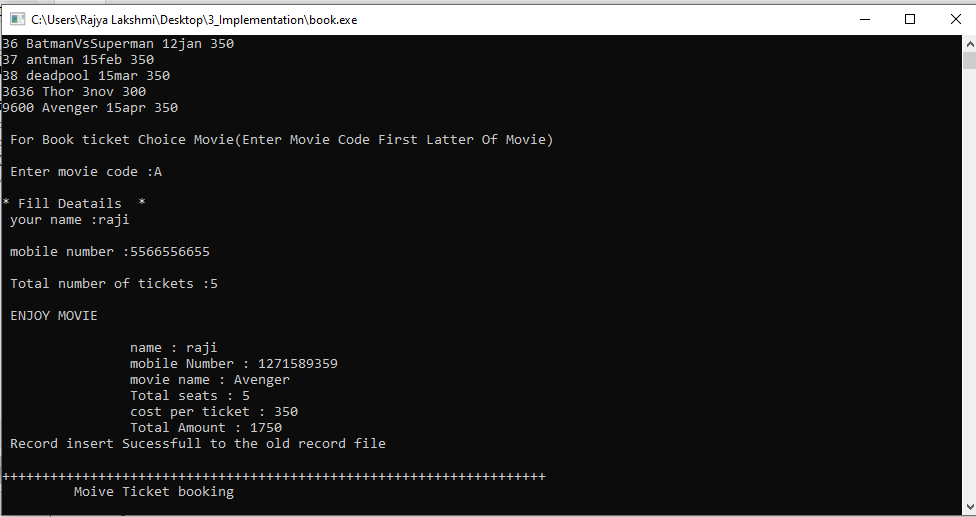 C:\Users\Rajya Lakshmi\Desktop\3_Implementation\book.exe
36 BatmanVsSuperman 12jan 350
37 antman 15feb 350
38 deadpool 15mar 350
3636 Thor 3nov 300
9600 Avenger 15apr 350
For Book ticket Choice Movie(Enter Movie Code First Latter Of Movie)
Enter movie code :A
* Fill Deatails  *
your name :raji
mobile number :5566556655
Total number of tickets :5
ENJOY MOVIE
name : raji
mobile Number : 1271589359
movie name : Avenger
Total seats : 5
cost per ticket : 350
Total Amount : 1750
Record insert Sucessfull to the old record file
++++++++++++++++++++++++++++++++++++++++++++++++++++++++++++++++++++
Moive Ticket booking